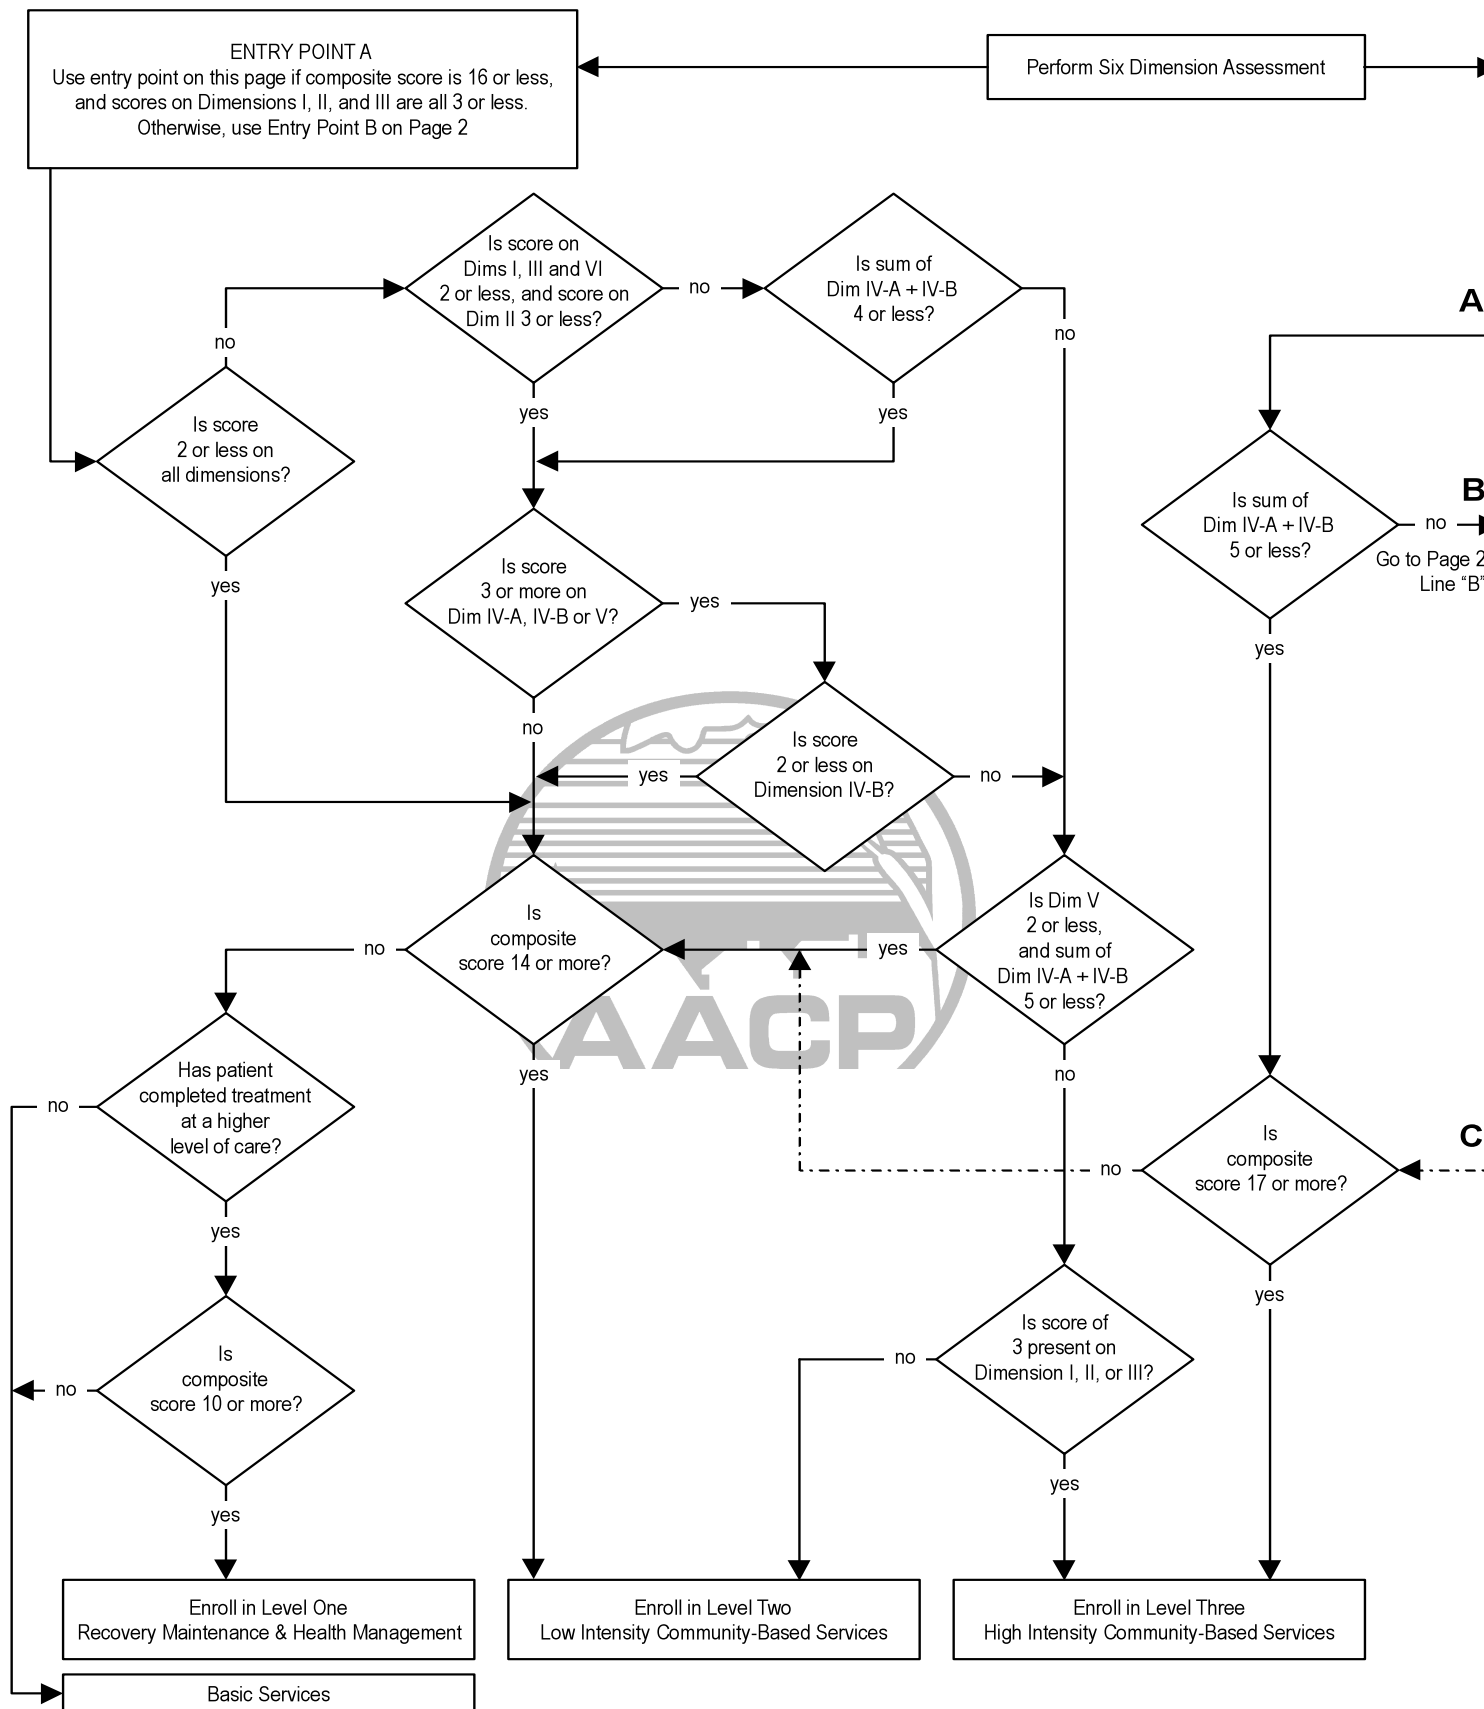 ENTRY POINT A
Use entry point on this page if composite score is 16 or less,
and scores on Dimensions I, II, and III are all 3 or less.
Otherwise, use Entry Point B on Page 2
Perform Six Dimension Assessment
Is score on
Dims I, III and VI
2 or less, and score on
Dim II 3 or less?
no
Is sum of
Dim IV-A + IV-B
4 or less?
no
A
no
yes
yes
Is score
2 or less on
all dimensions?
yes
Is sum of
Dim IV-A + IV-B
5 or less?
no
B
Go to Page 2
Line “B”
yes
Is score
3 or more on
Dim IV-A, IV-B or V?
yes
no
Is score
2 or less on
Dimension IV-B?
yes
no
Is
composite
score 14 or more?
no
yes
Is Dim V
2 or less,
and sum of
Dim IV-A + IV-B
5 or less?
yes
no
AACP
Has patient
completed treatment
at a higher
level of care?
no
yes
Is
composite
score 17 or more?
no
C
yes
Is
composite
score 10 or more?
no
yes
Is score of
3 present on
Dimension I, II, or III?
no
yes
Enroll in Level One
Recovery Maintenance & Health Management
Enroll in Level Two
Low Intensity Community-Based Services
Enroll in Level Three
High Intensity Community-Based Services
Basic Services